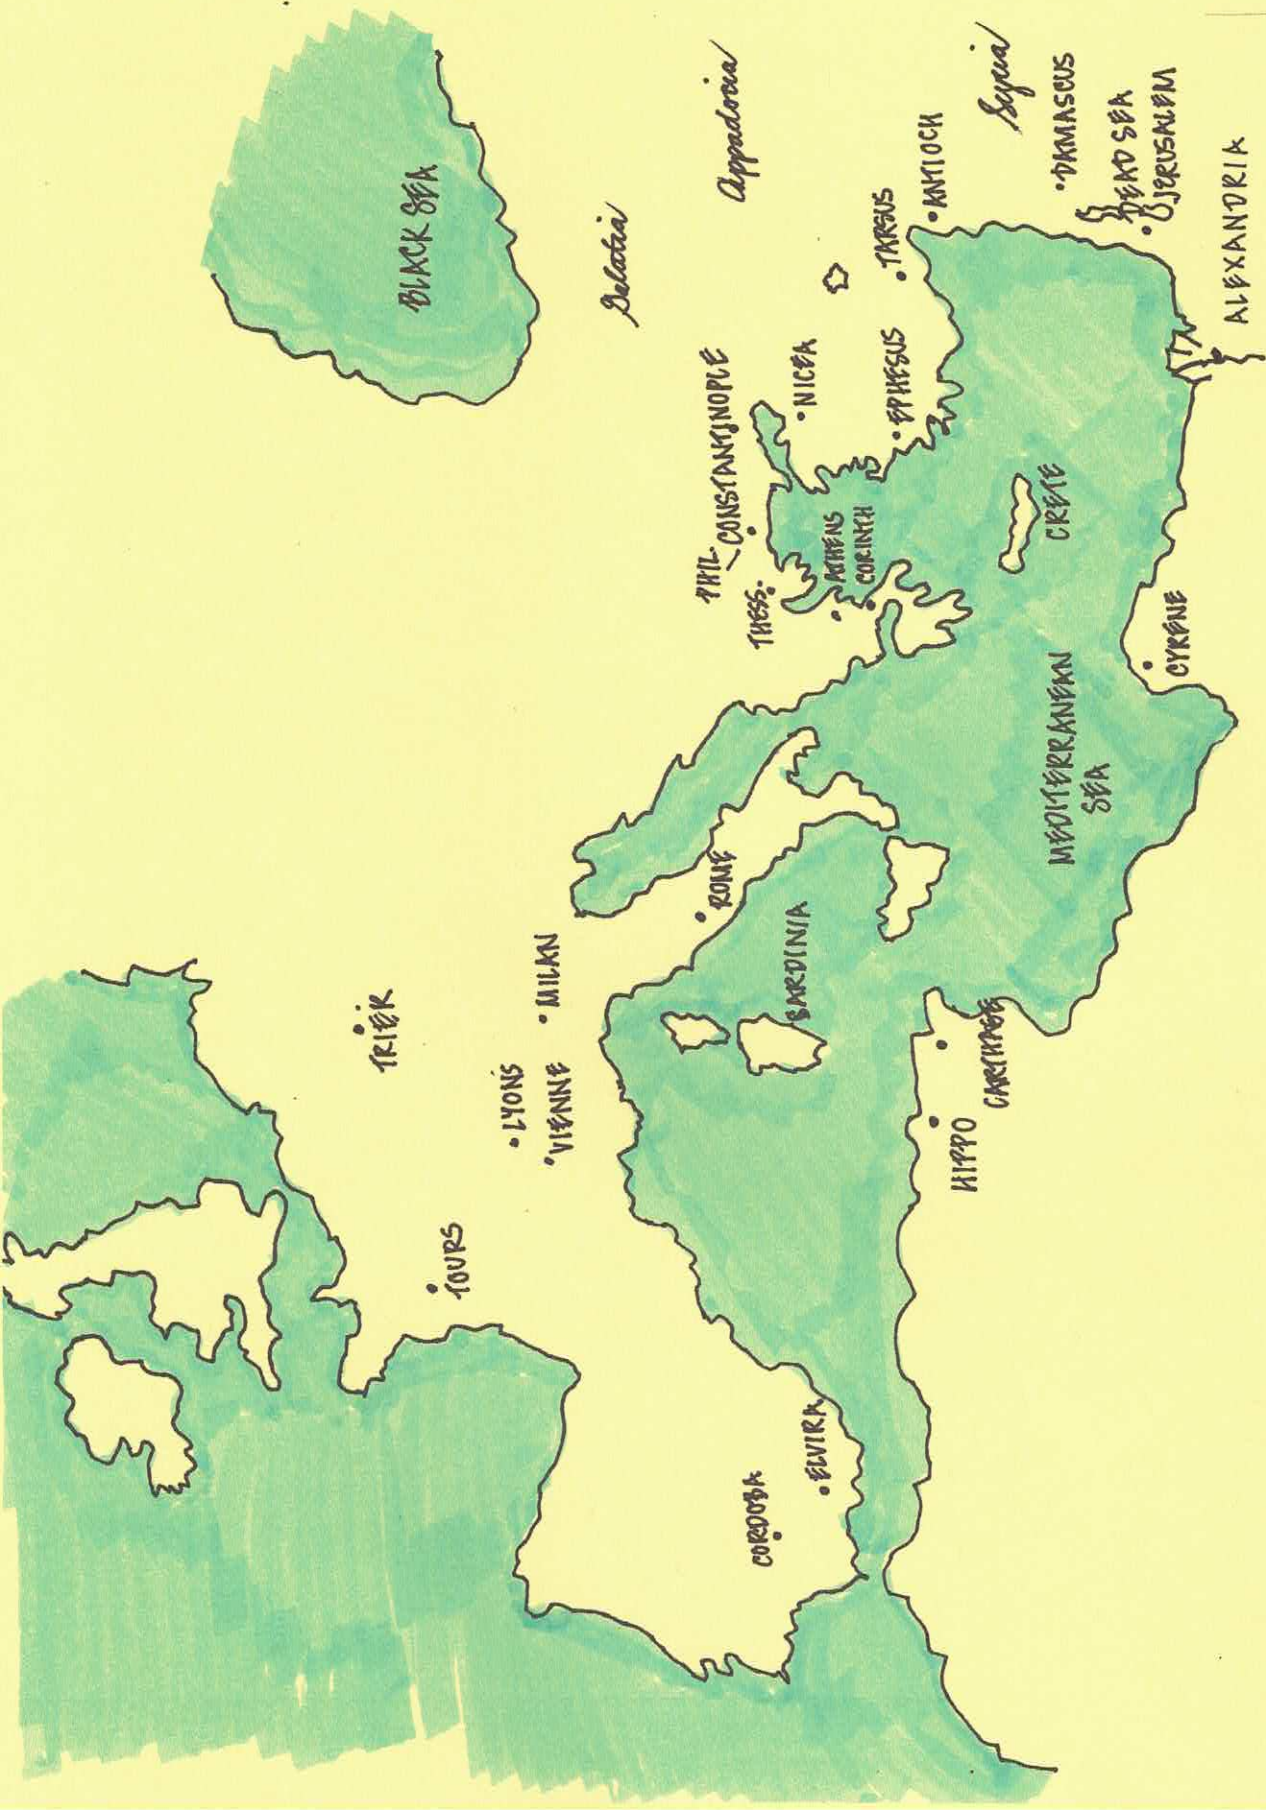 TRIER
BLACK SEA
TOURS
LYONS
VIENNE
MILAN
Galatia
PHIL.
CONSTANTINOPLE
THESS.
ROME
Appadocia
CORDOBA
SARDINIA
NICEA
ELVIRA
ATHENS
CORINTH
EPHESUS
TARSUS
ANTIOCH
HIPPO
CARTHAGE
Syria
CRETE
MEDITERRANEAN
SEA
DAMASCUS
DEAD SEA
JERUSALEM
CYRENE
ALEXANDRIA